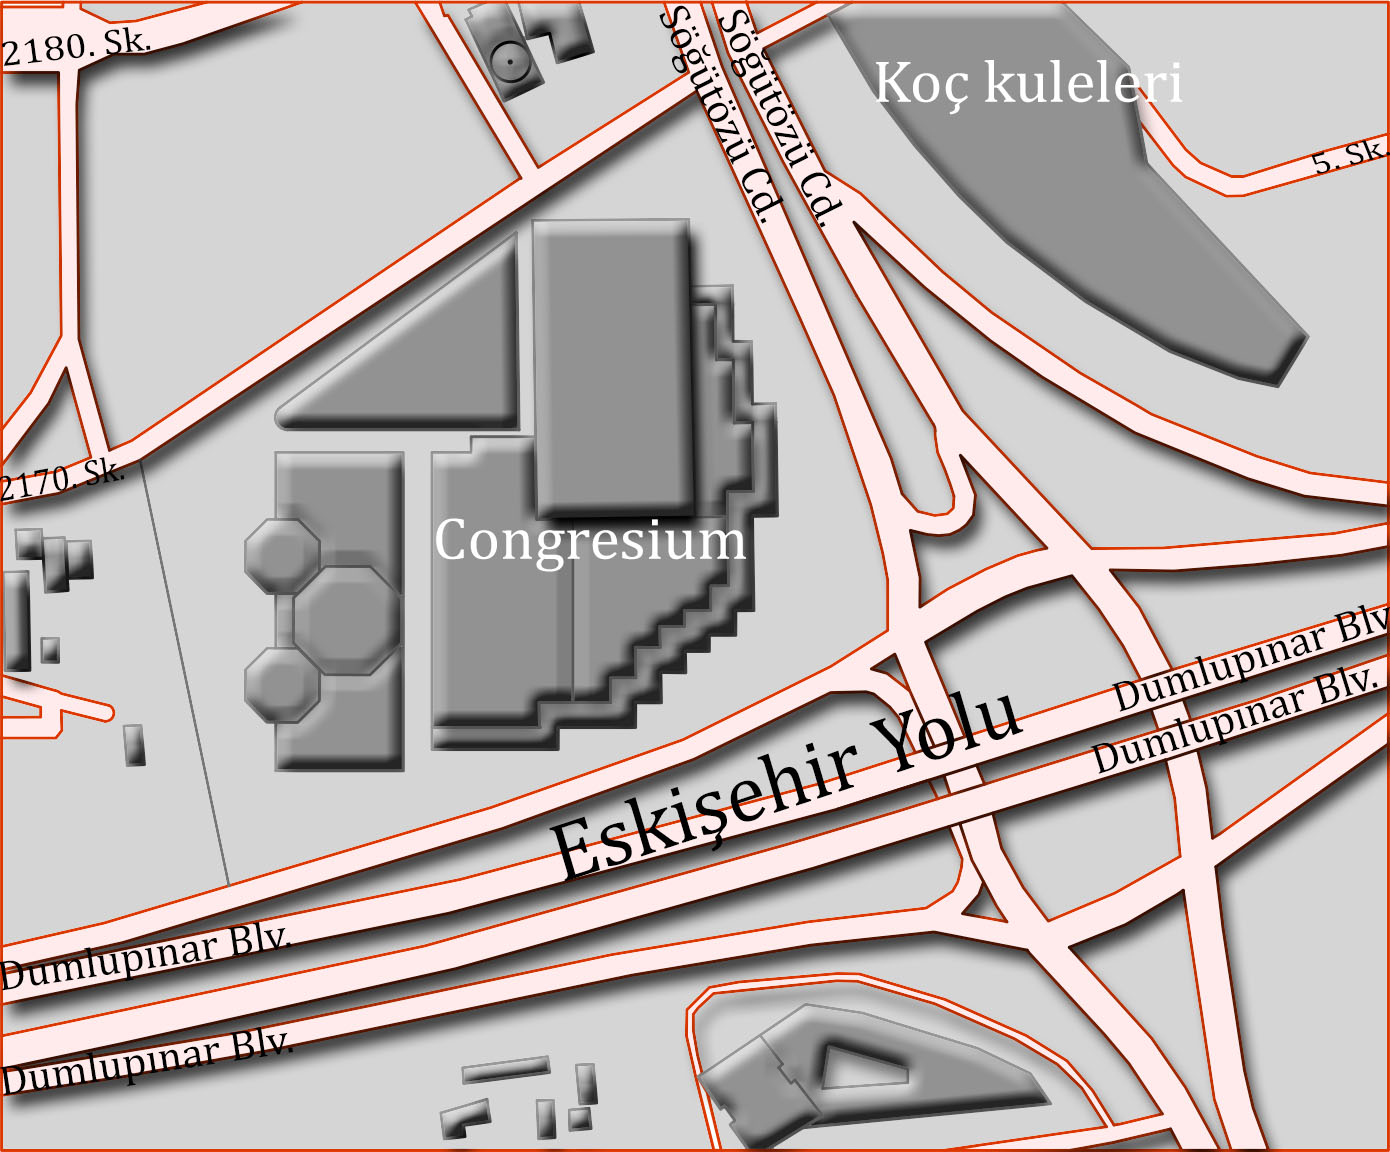 2180. Sk.
Söğütözü Cd.
Söğütözü Cd.
Koç kuleleri
5. Sk.
2170. Sk.
Congresium
Dumlupınar Blv.
Dumlupınar Blv.
Eskişehir Yolu
Dumlupınar Blv.
Dumlupınar Blv.